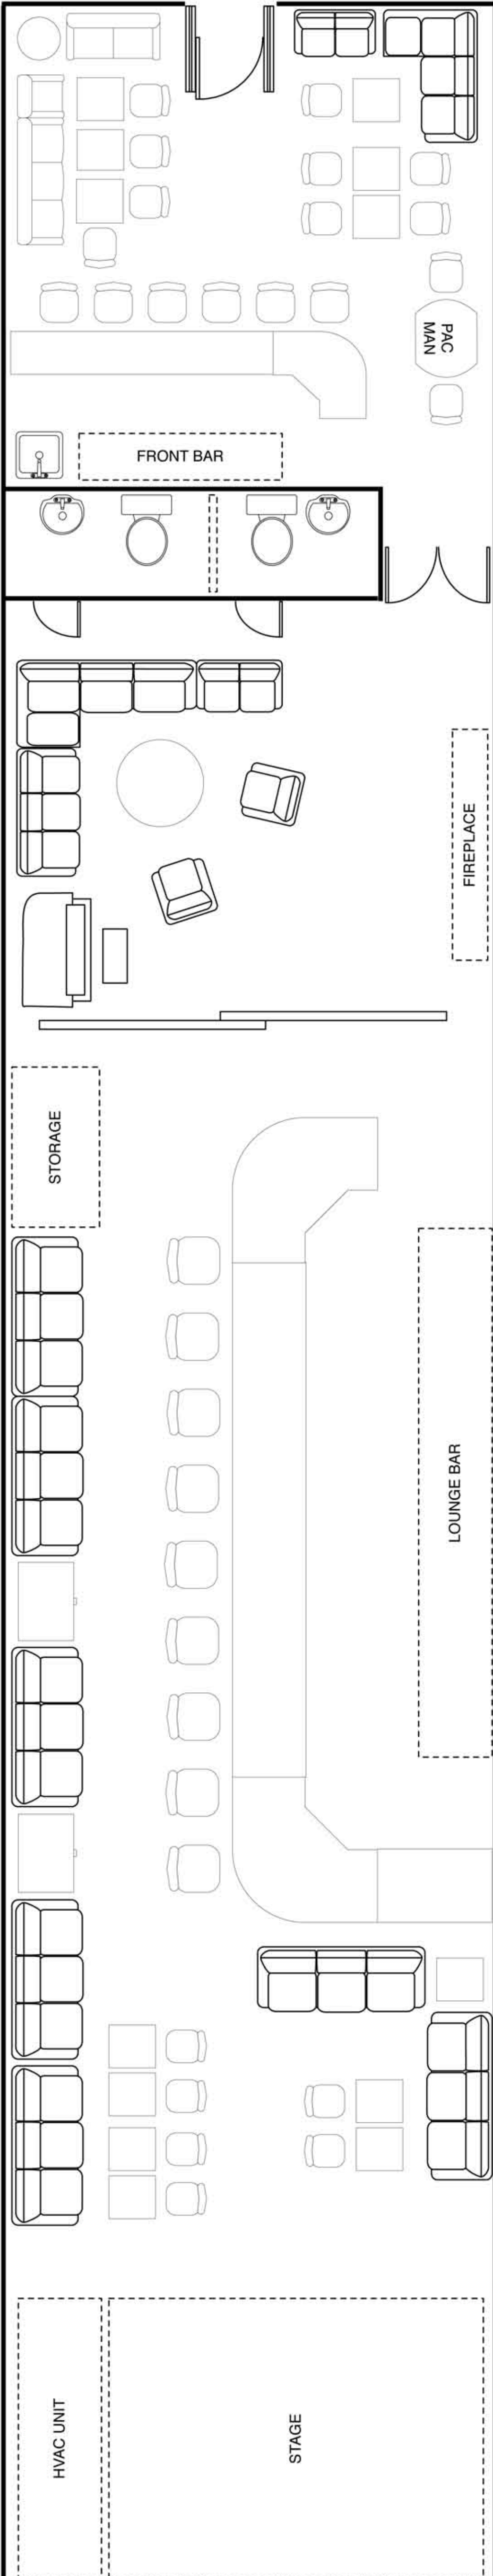 PAC
MAN
FRONT BAR
FIREPLACE
STORAGE
LOUNGE BAR
HVAC UNIT
STAGE